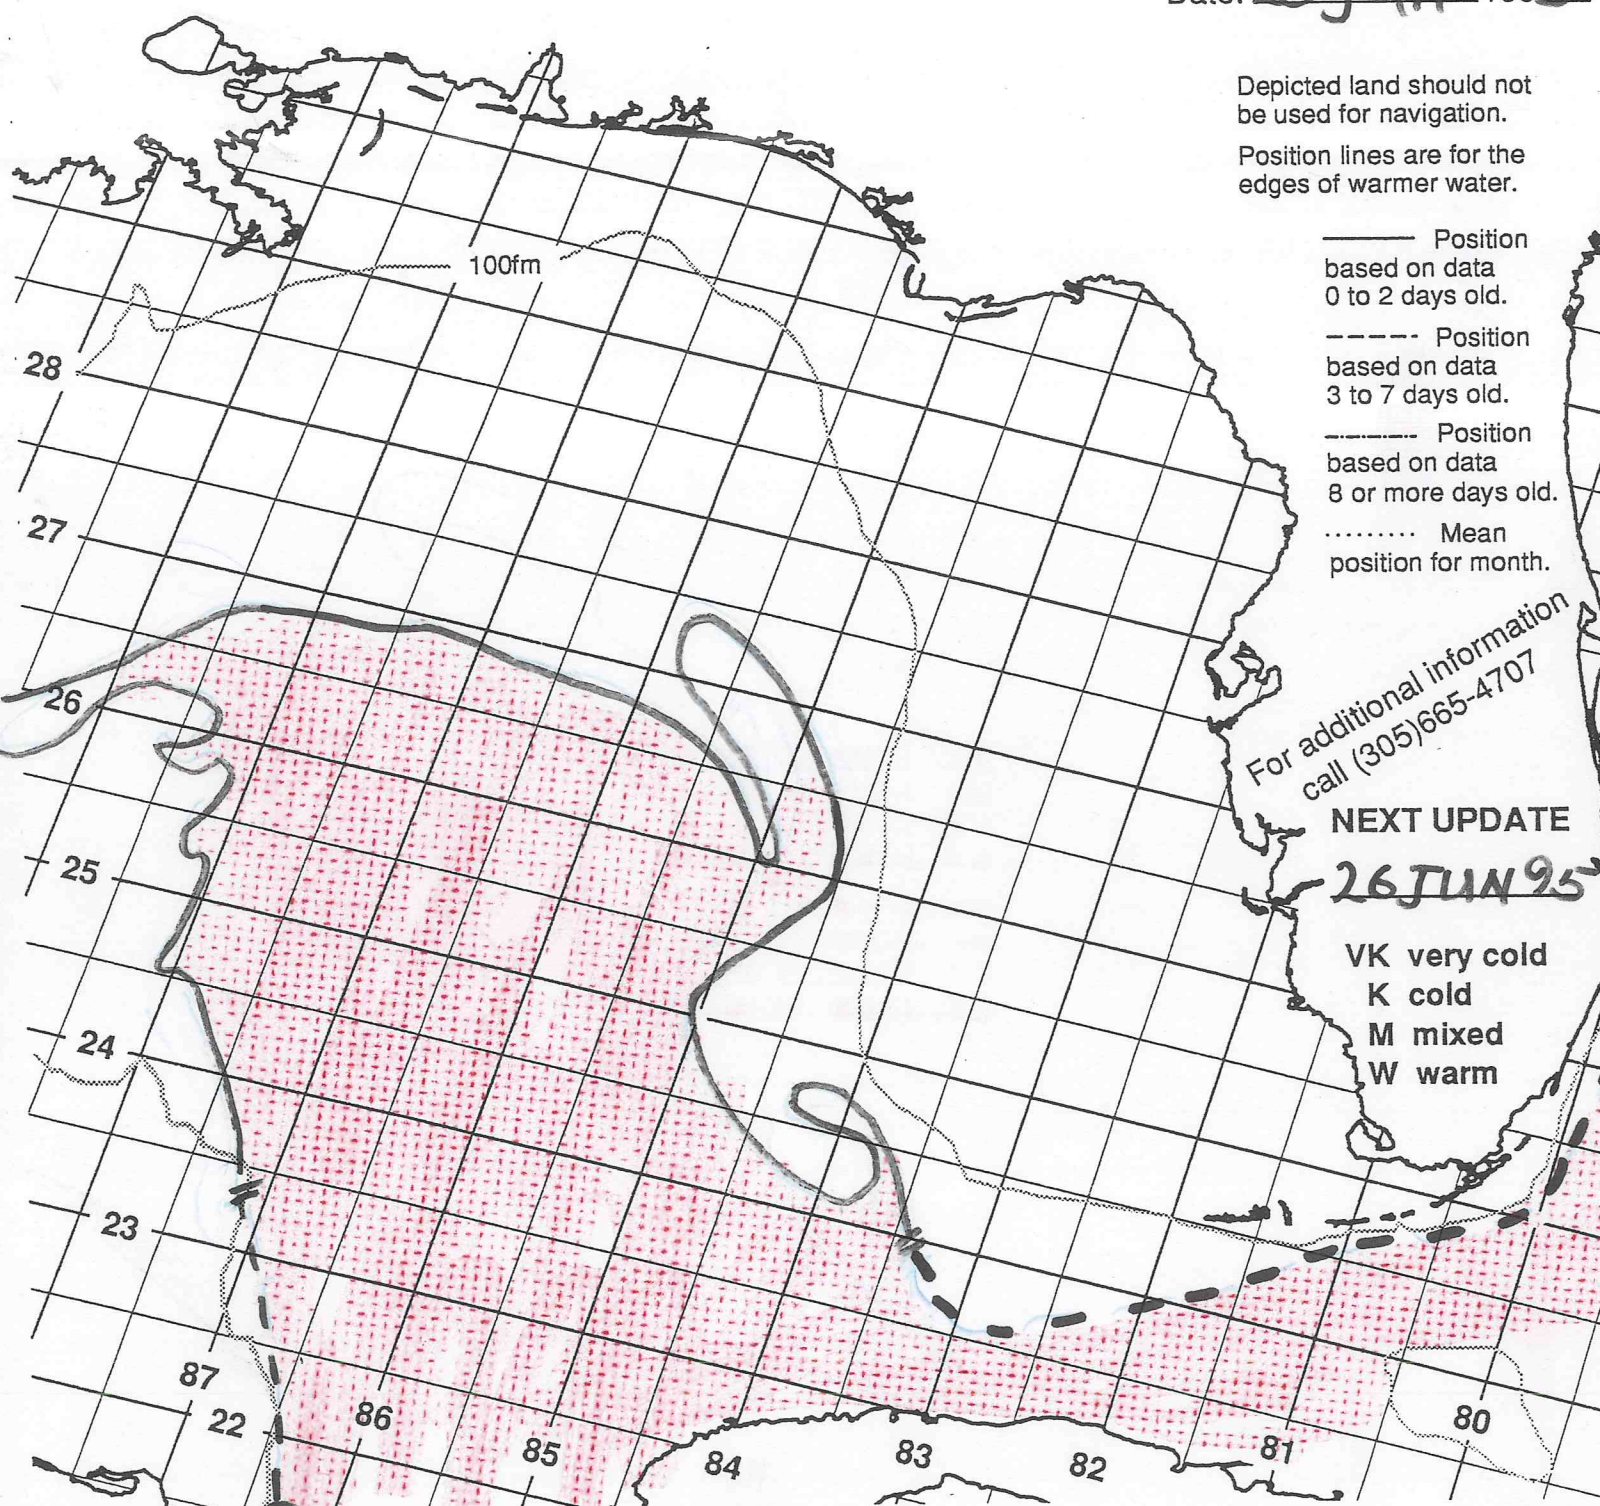 Date:
Depicted land should not
be used for navigation.
Position lines are for the
edges of warmer water.
Position
based on data
0 to 2 days old.
Position
based on data
3 to 7 days old.
Position
based on data
8 or more days old.
Mean
position for month.
For additional information
call (305)665-4707
NEXT UPDATE
26 JUN 95
VK very cold
K cold
M mixed
W warm
100fm
28
27
26
25
24
23
22
87
86
85
84
83
82
81
80